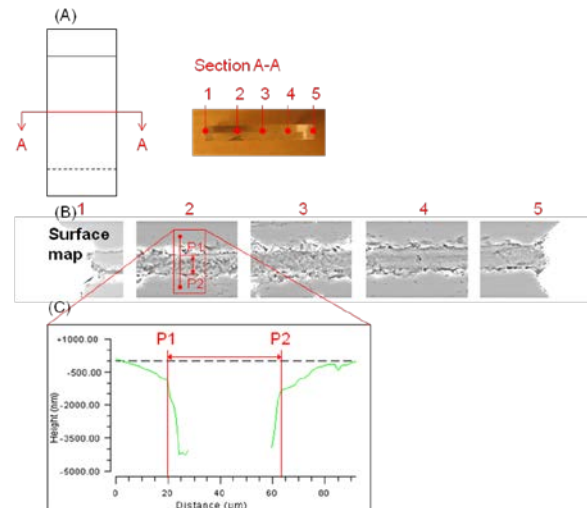 (A)
Section A-A
1 2 3 4 5
A A
(B)
1 2 3 4 5
Surface
map
P1
P2
(C)
P1 P2
+1000.00
-500.00
-2000.00
-3500.00
-5000.00
Height (nm)
0 20 40 60 80
Distance (µm)